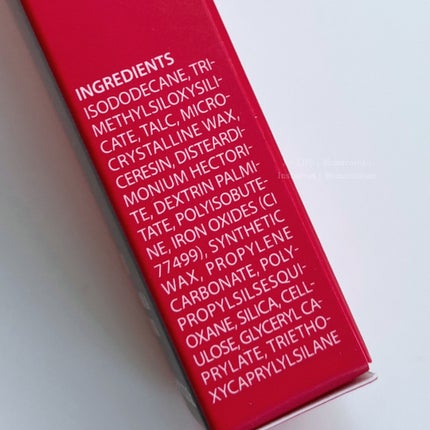 INGREDIENTS
ISODODECANE, TRI-
METHYLSILOXYSILI-
CATE, TALC, MICRO-
CRYSTALLINE WAX,
CERESIN, DISTEARDI-
MONIUM HECTORI-
TE, DEXTRIN PALMI-
TATE, POLYISOBUTE-
NE, IRON OXIDES (CI
77499), SYNTHETIC
WAX, PROPYLENE
CARBONATE, POLY-
PROPYLSILSESQUI-
OXANE, SILICA, CELL-
ULOSE, GLYCERYL CA-
PRYLATE, TRIETHO-
XYCAPRYLYLSILANE